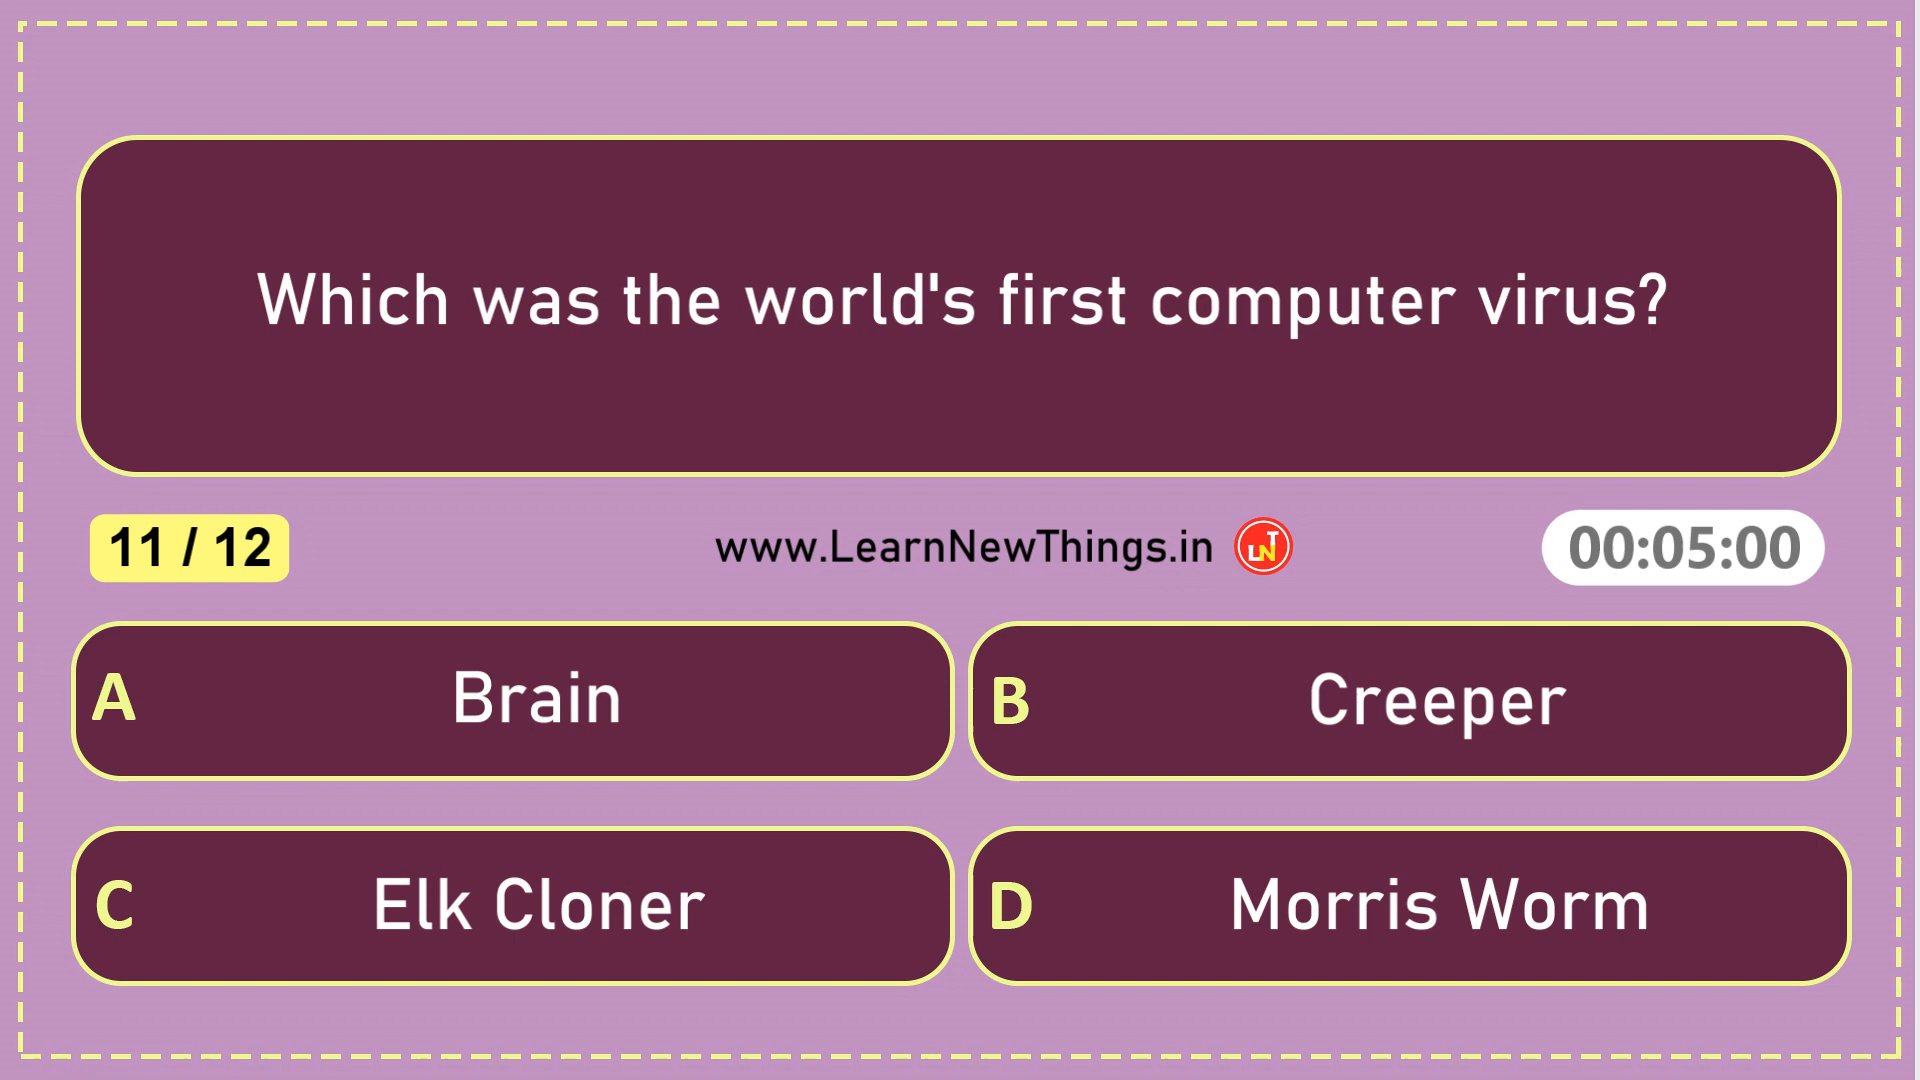 Which was the world's first computer virus?
11 / 12
www.LearnNewThings.in
LNT
00:05:00
A Brain
B Creeper
C Elk Cloner
D Morris Worm